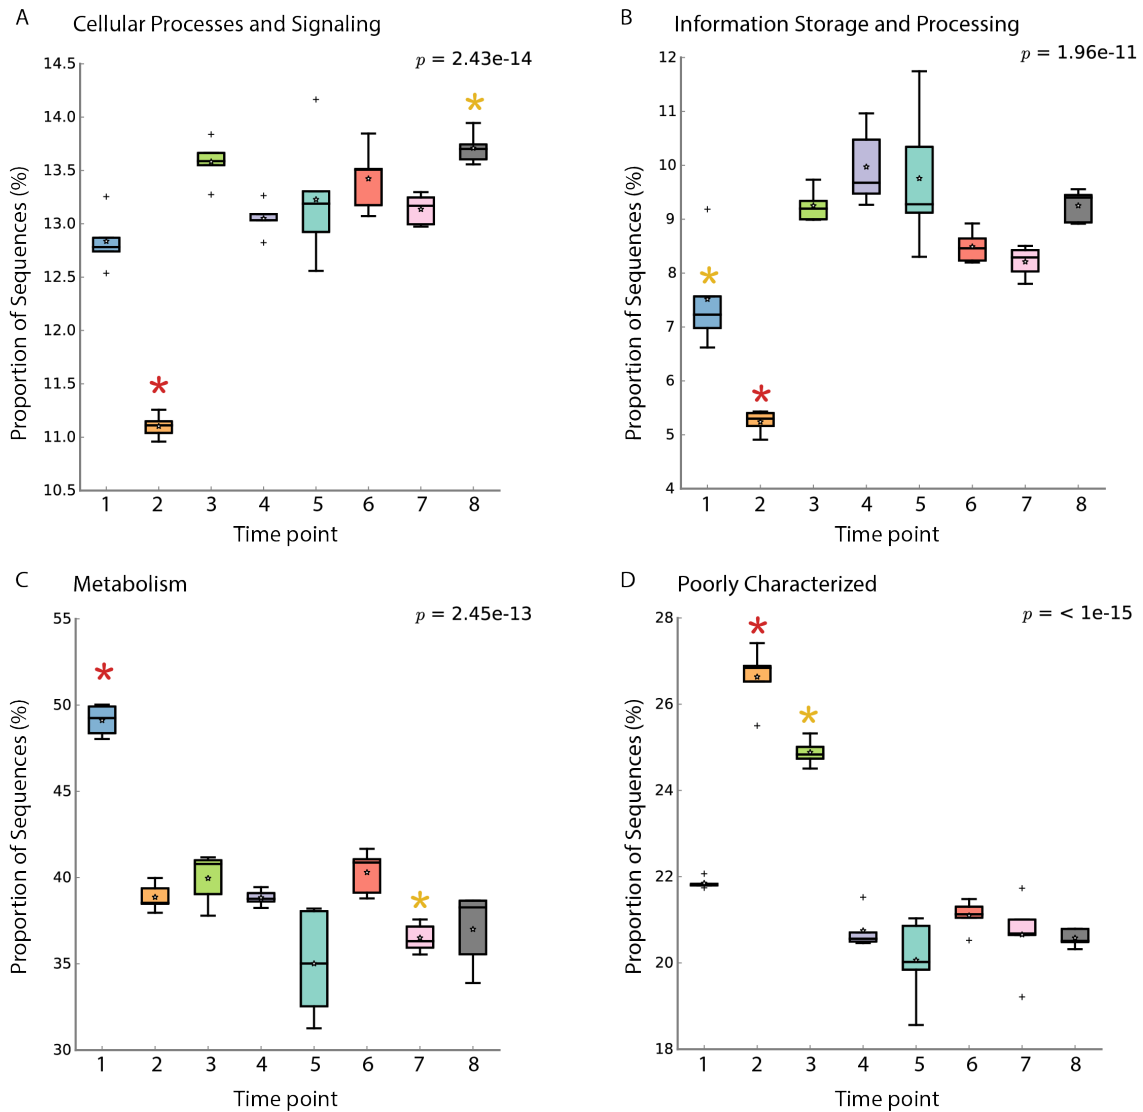 A Cellular Processes and Signaling
p = 2.43e-14
14.5
14.0
13.5
13.0
12.5
12.0
11.5
11.0
10.5
Proportion of Sequences (%)
1 2 3 4 5 6 7 8
Time point
B Information Storage and Processing
p = 1.96e-11
12
11
10
9
8
7
6
5
4
Proportion of Sequences (%)
1 2 3 4 5 6 7 8
Time point
C Metabolism
p = 2.45e-13
55
50
45
40
35
30
Proportion of Sequences (%)
1 2 3 4 5 6 7 8
Time point
D Poorly Characterized
p = < 1e-15
28
26
24
22
20
18
Proportion of Sequences (%)
1 2 3 4 5 6 7 8
Time point